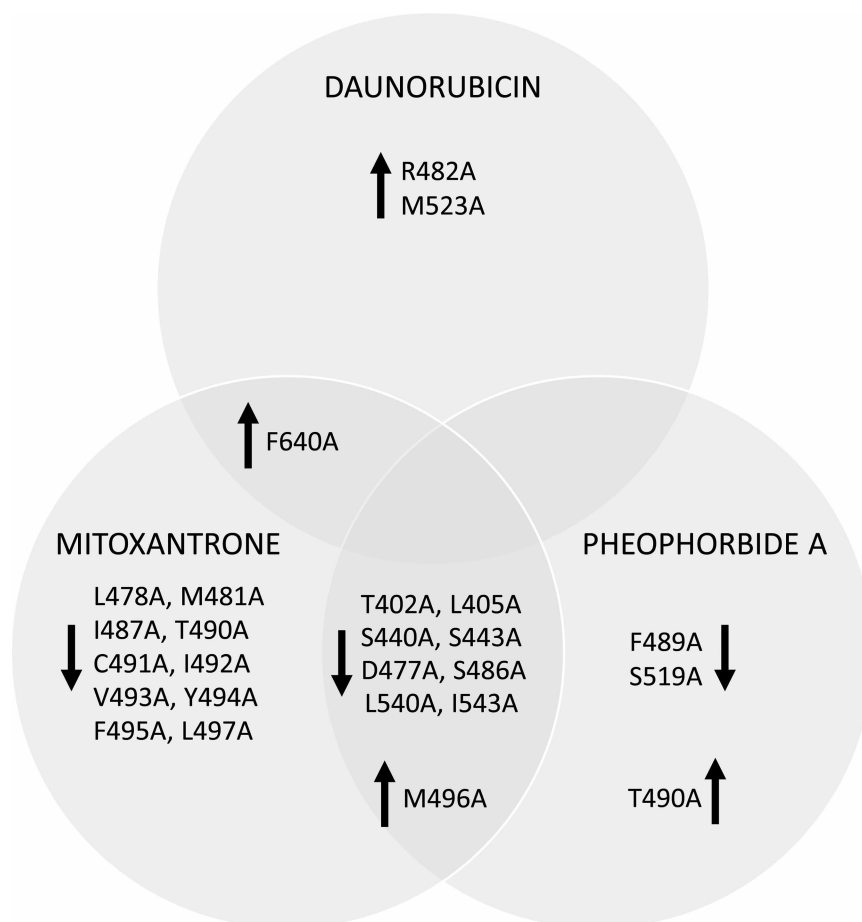 DAUNORUBICIN
R482A
M523A
F640A
MITOXANTRONE
L478A, M481A
I487A, T490A
C491A, I492A
V493A, Y494A
F495A, L497A
T402A, L405A
S440A, S443A
D477A, S486A
L540A, I543A
M496A
PHEOPHORBIDE A
F489A
S519A
T490A